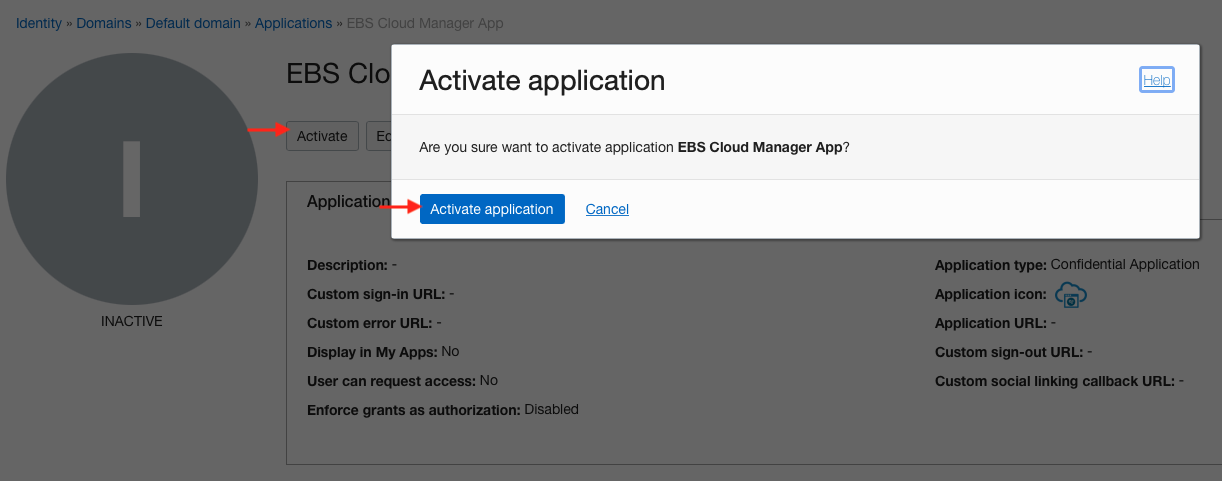 Identity » Domains » Default domain » Applications » EBS Cloud Manager App
I
INACTIVE
EBS Clo
Activate
Activate application
Help
Are you sure want to activate application EBS Cloud Manager App?
Activate application Cancel
Application
Description: -
Custom sign-in URL: -
Custom error URL: -
Display in My Apps: No
User can request access: No
Enforce grants as authorization: Disabled
Application type: Confidential Application
Application icon:
Application URL: -
Custom sign-out URL: -
Custom social linking callback URL: -